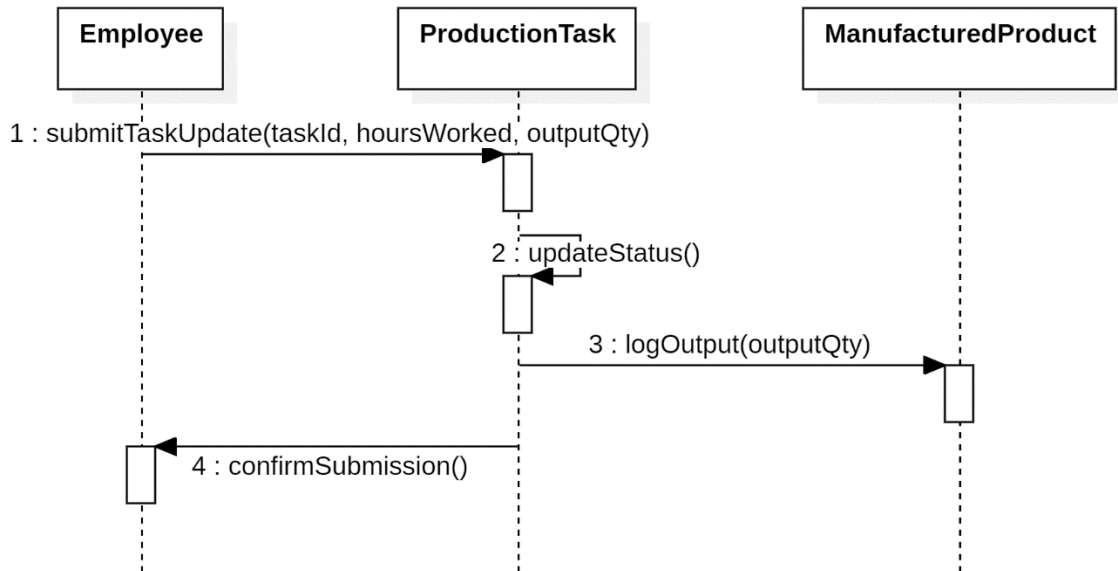 Employee
ProductionTask
ManufacturedProduct
1 : submitTaskUpdate(taskId, hoursWorked, outputQty)
2 : updateStatus()
3 : logOutput(outputQty)
4 : confirmSubmission()